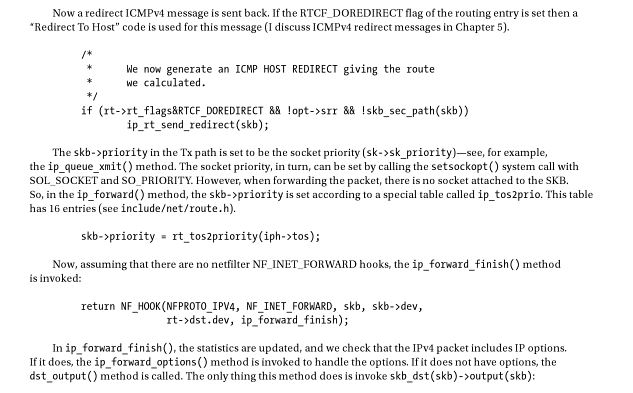 Now a redirect ICMPv4 message is sent back. If the RTCF_DOREDIRECT flag of the routing entry is set then a
“Redirect To Host” code is used for this message (I discuss ICMPv4 redirect messages in Chapter 5).
/*
*      We now generate an ICMP HOST REDIRECT giving the route
*      we calculated.
*/
if (rt->rt_flags&RTCF_DOREDIRECT && !opt->srr && !skb_sec_path(skb))
ip_rt_send_redirect(skb);
The skb->priority in the Tx path is set to be the socket priority (sk->sk_priority)—see, for example,
the ip_queue_xmit() method. The socket priority, in turn, can be set by calling the setsockopt() system call with
SOL_SOCKET and SO_PRIORITY. However, when forwarding the packet, there is no socket attached to the SKB.
So, in the ip_forward() method, the skb->priority is set according to a special table called ip_tos2prio. This table
has 16 entries (see include/net/route.h).
skb->priority = rt_tos2priority(iph->tos);
Now, assuming that there are no netfilter NF_INET_FORWARD hooks, the ip_forward_finish() method
is invoked:
return NF_HOOK(NFPROTO_IPV4, NF_INET_FORWARD, skb, skb->dev,
rt->dst.dev, ip_forward_finish);
In ip_forward_finish(), the statistics are updated, and we check that the IPv4 packet includes IP options.
If it does, the ip_forward_options() method is invoked to handle the options. If it does not have options, the
dst_output() method is called. The only thing this method does is invoke skb_dst(skb)->output(skb):